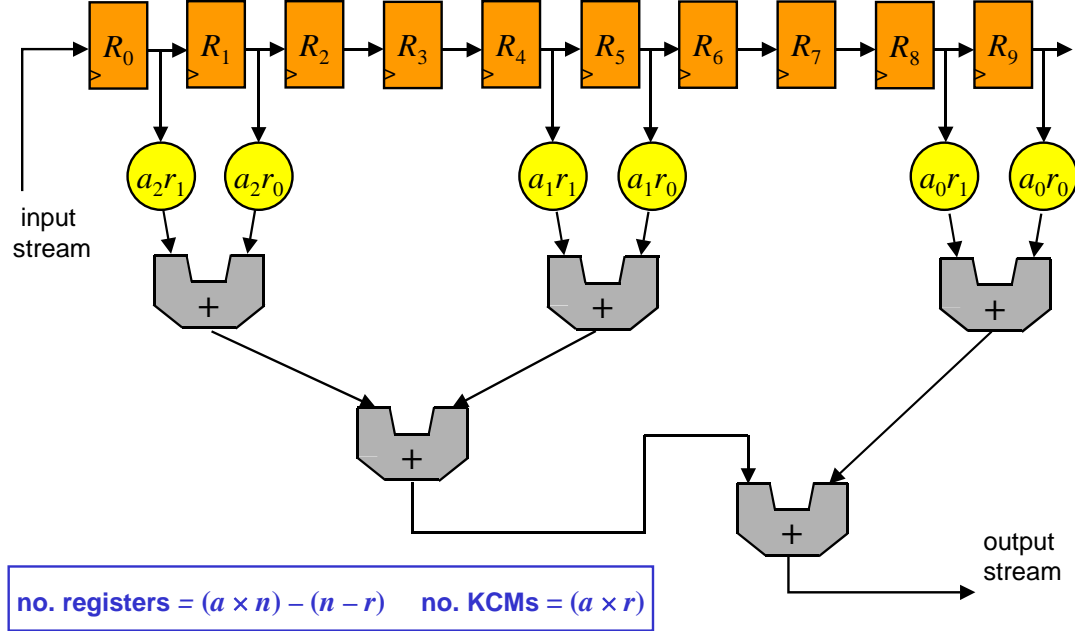 R0 R1 R2 R3 R4 R5 R6 R7 R8 R9
> > > > > > > > > >
a2r1 a2r0 a1r1 a1r0 a0r1 a0r0
input
stream
+ + +
+
+
output
stream
no. registers = (a × n) – (n – r) no. KCMs = (a × r)